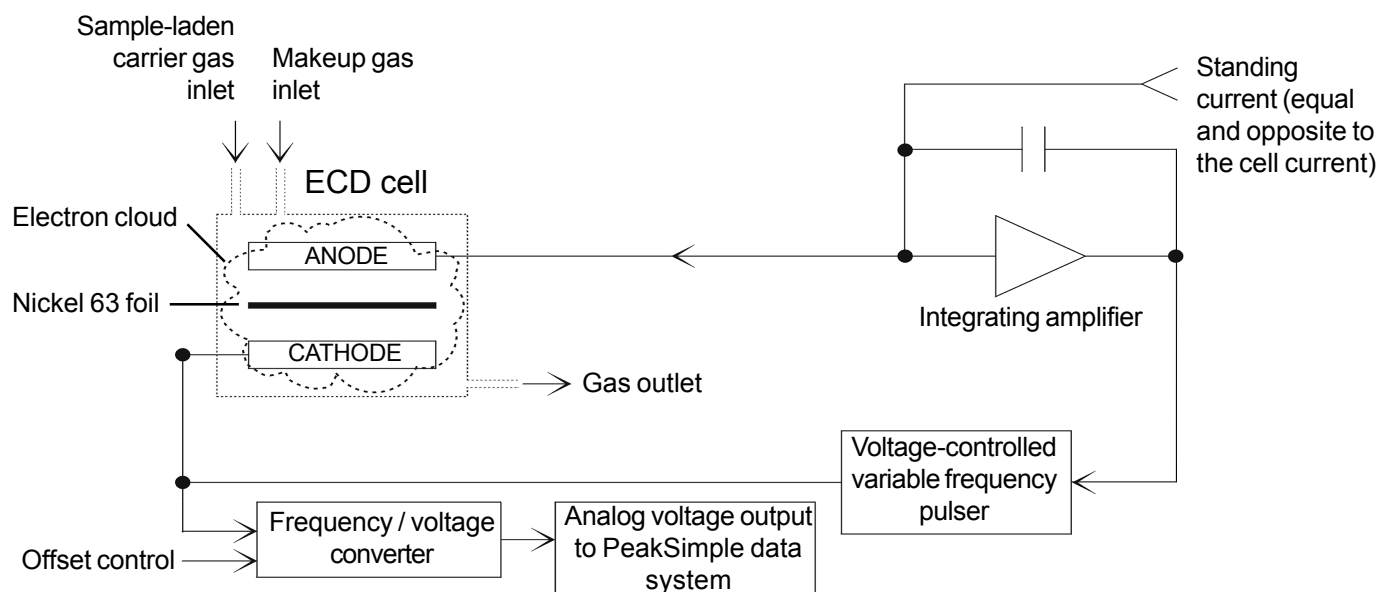 Sample-laden
carrier gas
inlet
Makeup gas
inlet
ECD cell
Electron cloud
ANODE
Nickel 63 foil
CATHODE
Gas outlet
Standing
current (equal
and opposite to
the cell current)
Integrating amplifier
Voltage-controlled
variable frequency
pulser
Frequency / voltage
converter
Offset control
Analog voltage output
to PeakSimple data
system